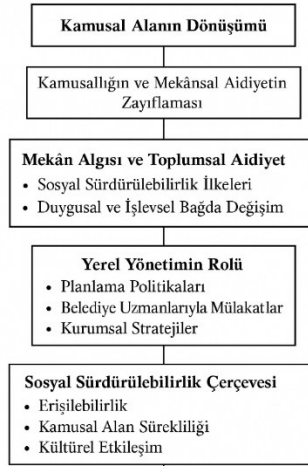 Kamusal Alanın Dönüşümü
Kamusallığın ve Mekânsal Aidiyetin
Zayıflaması
Mekân Algısı ve Toplumsal Aidiyet
• Sosyal Sürdürülebilirlik İlkeleri
• Duygusal ve İşlevsel Bağda Değişim
Yerel Yönetimin Rolü
• Planlama Politikaları
• Belediye Uzmanlarıyla Mülakatlar
• Kurumsal Stratejiler
Sosyal Sürdürülebilirlik Çerçevesi
• Erişilebilirlik
• Kamusal Alan Sürekliliği
• Kültürel Etkileşim